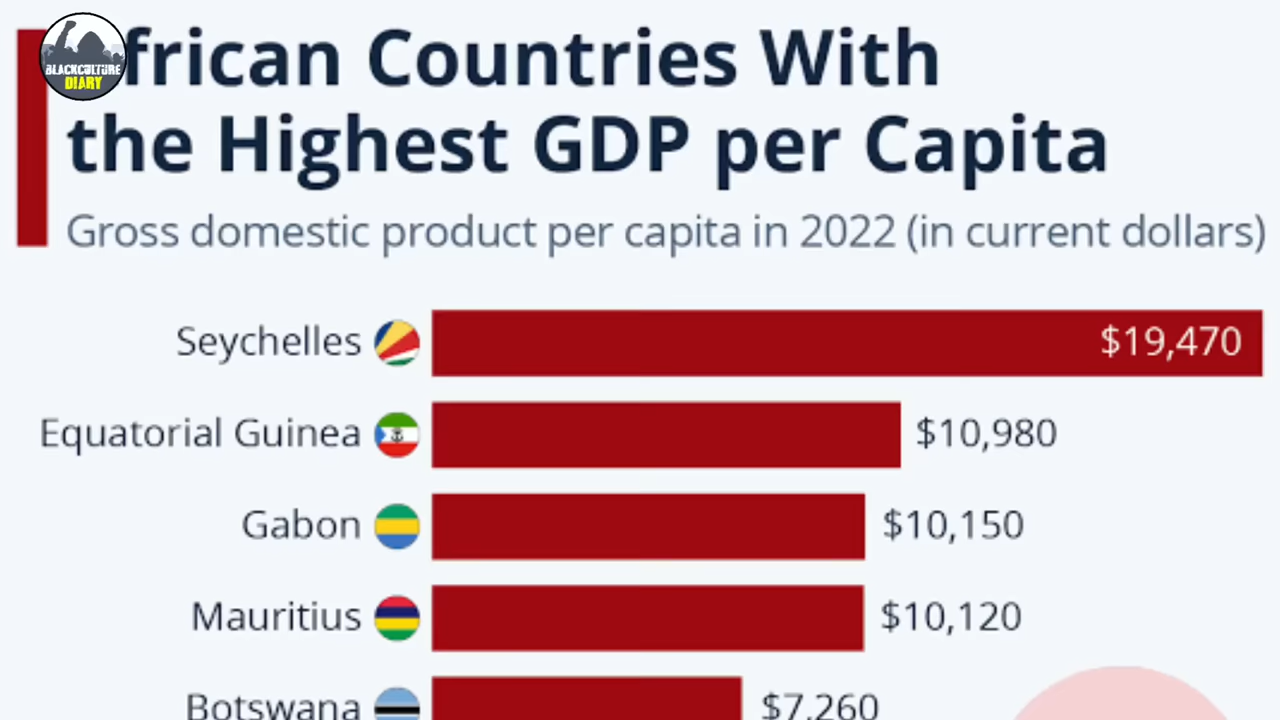 BLACKCULTURE
DIARY
frican Countries With
the Highest GDP per Capita
Gross domestic product per capita in 2022 (in current dollars)
Seychelles $19,470
Equatorial Guinea $10,980
Gabon $10,150
Mauritius $10,120
Botswana $7,260